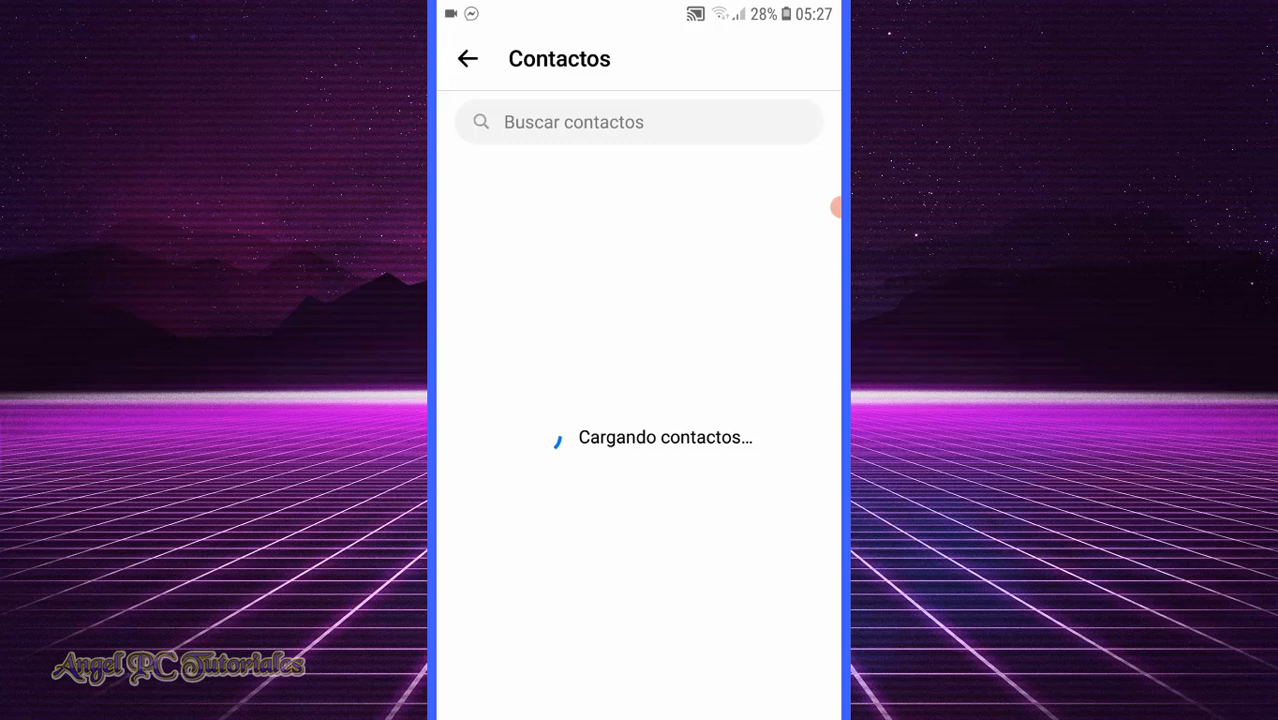 28% 05:27
Contactos
Buscar contactos
Cargando contactos...
Angel PC Tutoriales